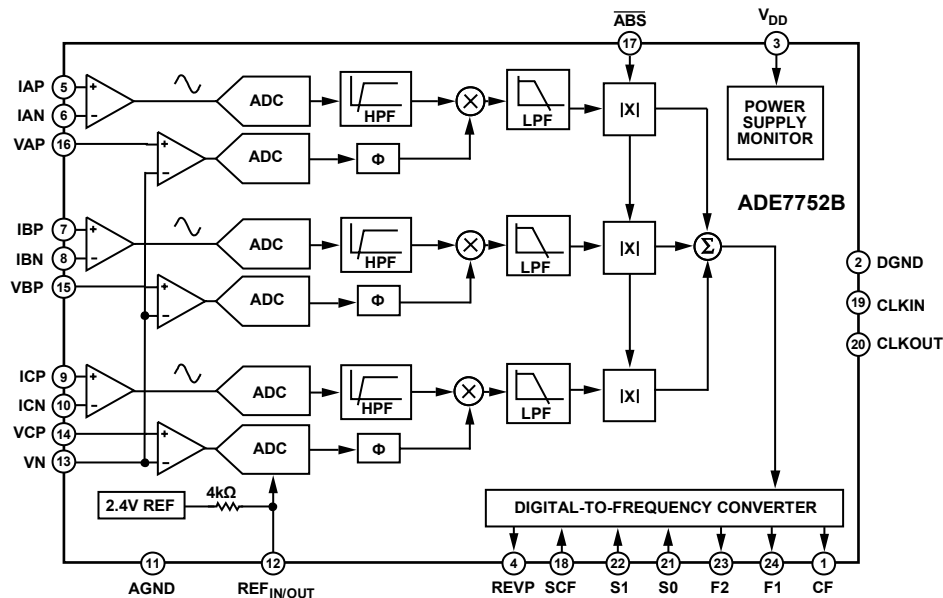 ABS
VDD
17
3
IAP 5
ADC
HPF
LPF
|X|
POWER
SUPPLY
MONITOR
IAN 6
VAP 16
ADC
Φ
ADE7752B
IBP 7
ADC
HPF
LPF
|X|
Σ
IBN 8
2 DGND
VBP 15
ADC
Φ
19 CLKIN
20 CLKOUT
ICP 9
ADC
HPF
LPF
|X|
ICN 10
VCP 14
ADC
Φ
VN 13
2.4V REF
4kΩ
DIGITAL-TO-FREQUENCY CONVERTER
11
12
4
18
22
21
23
24
1
AGND
REFIN/OUT
REVP
SCF
S1
S0
F2
F1
CF